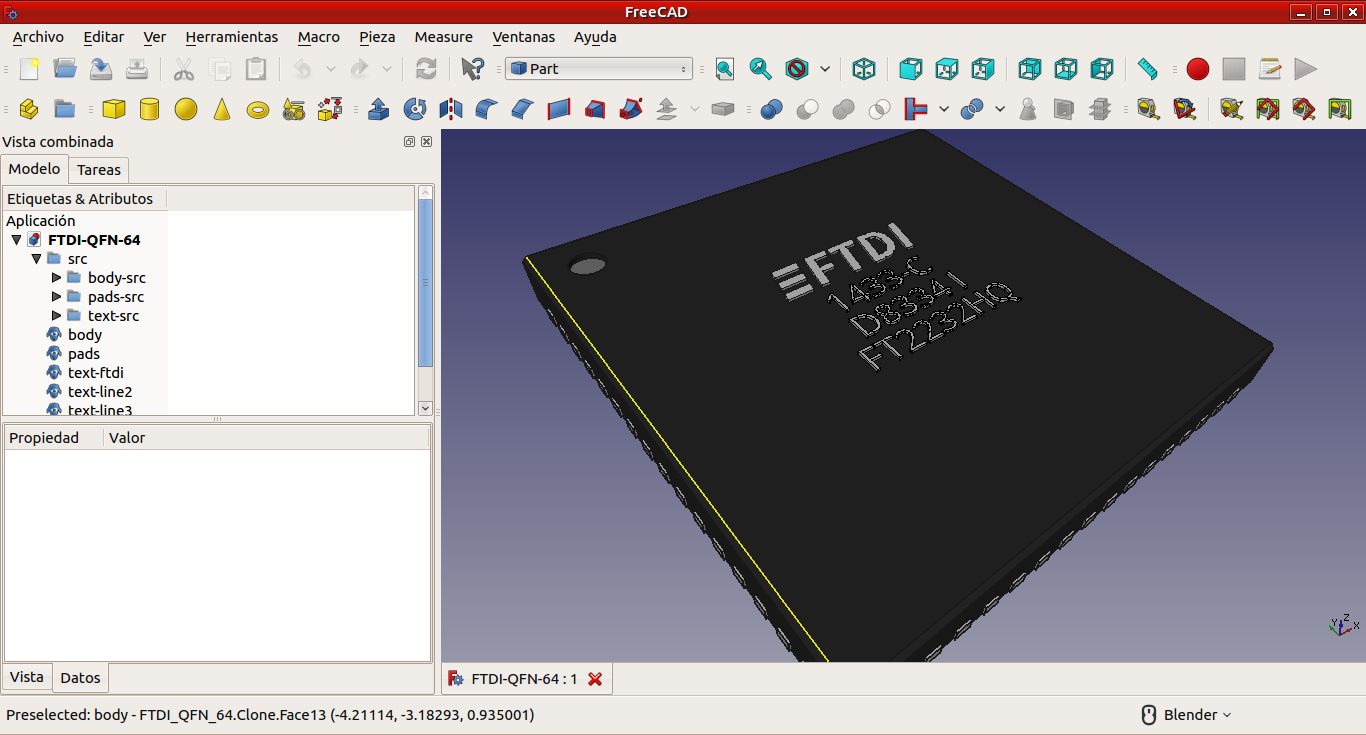 FreeCAD
Archivo Editar Ver Herramientas Macro Pieza Measure Ventanas Ayuda
Part
Vista combinada
Modelo Tareas
Etiquetas & Atributos
Aplicación
FTDI-QFN-64
src
body-src
pads-src
text-src
body
pads
text-ftdi
text-line2
text-line3
Propiedad Valor
Vista Datos
FTDI
1433-C
D83341
FT2232HQ
Y Z X
FTDI-QFN-64 : 1
Preselected: body - FTDI_QFN_64.Clone.Face13 (-4.21114, -3.18293, 0.935001)
Blender